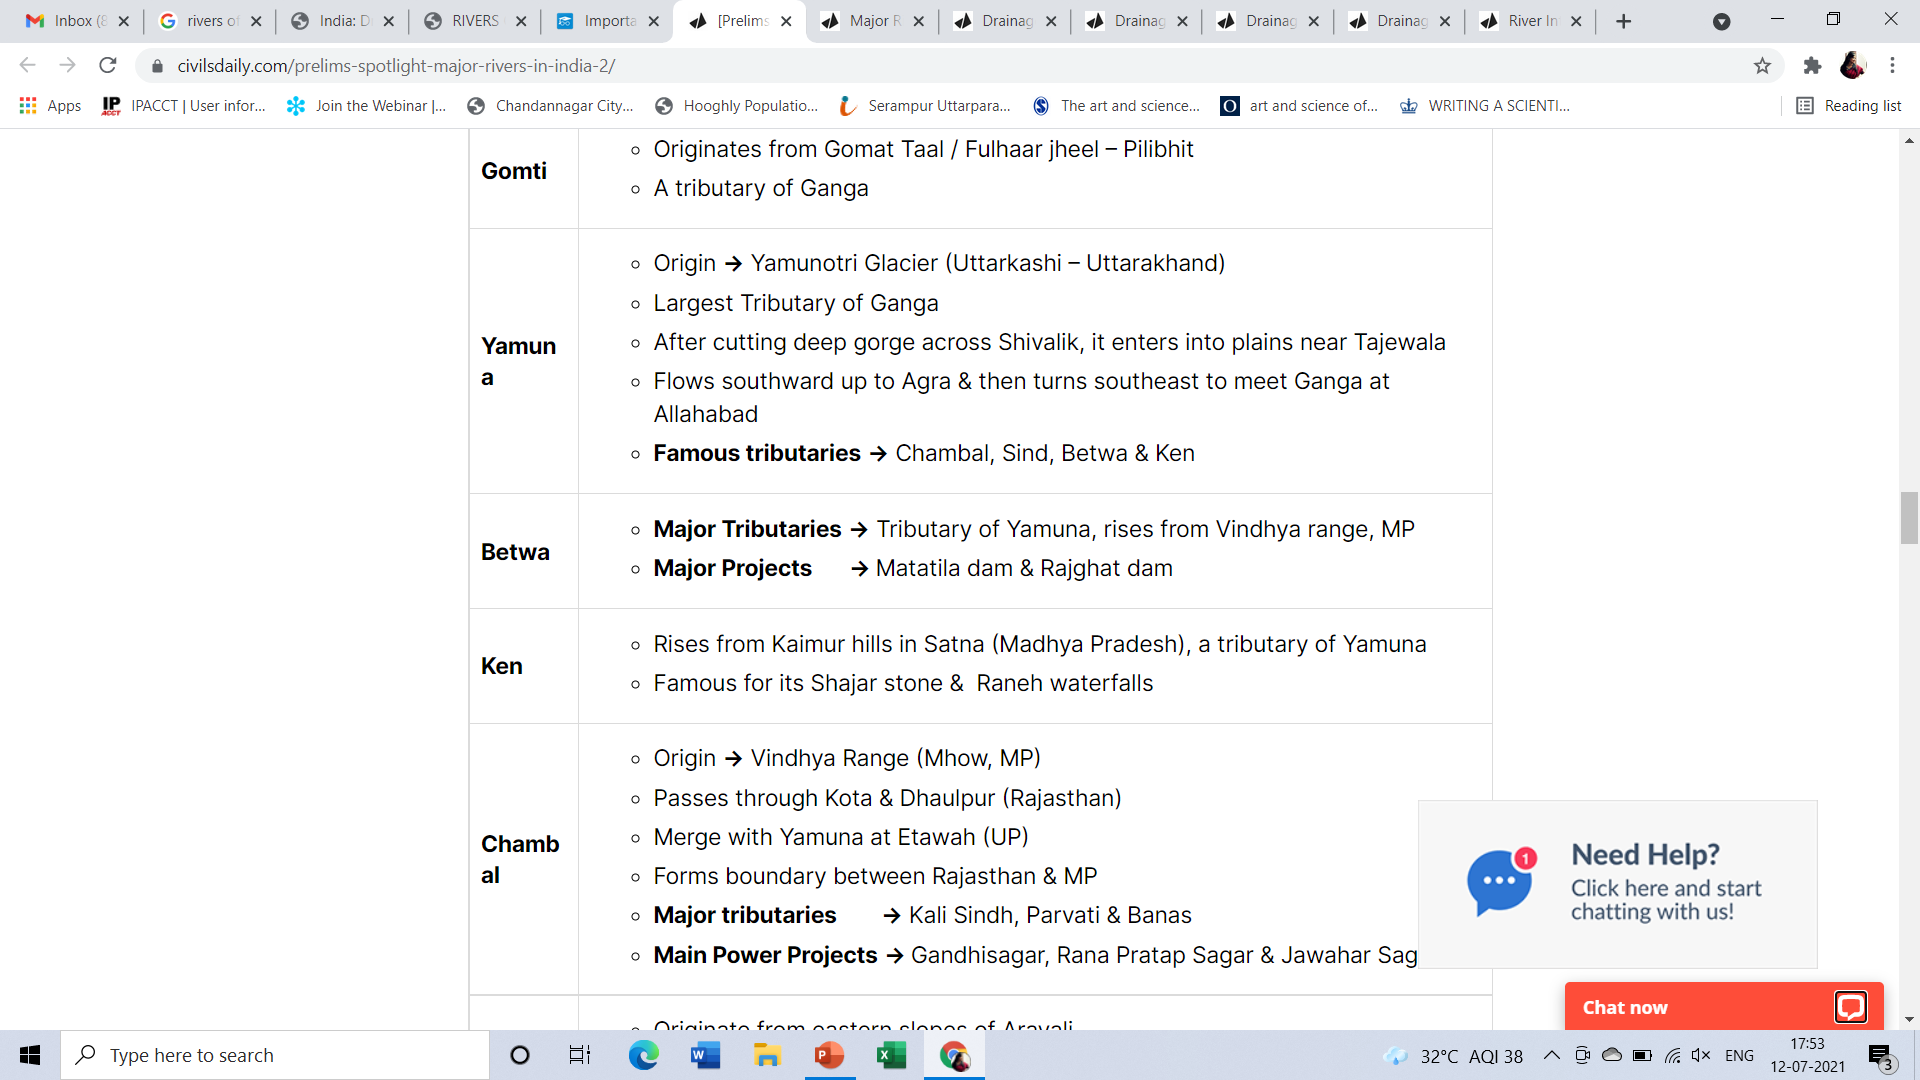 Inbox (8
rivers of
India: D
RIVERS
Importa
[Prelims
Major R
Drainag
Drainag
Drainag
Drainag
River In
civilsdaily.com/prelims-spotlight-major-rivers-in-india-2/
Apps
IPACCT | User infor...
Join the Webinar |...
Chandannagar City...
Hooghly Populatio...
Serampur Uttarpara...
The art and science...
art and science of...
WRITING A SCIENTI...
Reading list
Gomti
Originates from Gomat Taal / Fulhaar jheel – Pilibhit
A tributary of Ganga
Yamun
a
Origin → Yamunotri Glacier (Uttarkashi – Uttarakhand)
Largest Tributary of Ganga
After cutting deep gorge across Shivalik, it enters into plains near Tajewala
Flows southward up to Agra & then turns southeast to meet Ganga at
Allahabad
Famous tributaries → Chambal, Sind, Betwa & Ken
Betwa
Major Tributaries → Tributary of Yamuna, rises from Vindhya range, MP
Major Projects → Matatila dam & Rajghat dam
Ken
Rises from Kaimur hills in Satna (Madhya Pradesh), a tributary of Yamuna
Famous for its Shajar stone & Raneh waterfalls
Chamb
al
Origin → Vindhya Range (Mhow, MP)
Passes through Kota & Dhaulpur (Rajasthan)
Merge with Yamuna at Etawah (UP)
Forms boundary between Rajasthan & MP
Major tributaries → Kali Sindh, Parvati & Banas
Main Power Projects → Gandhisagar, Rana Pratap Sagar & Jawahar Sag
Originate from eastern slopes of Aravali
1
Need Help?
Click here and start
chatting with us!
Chat now
Type here to search
32°C AQI 38
ENG
17:53
12-07-2021
3